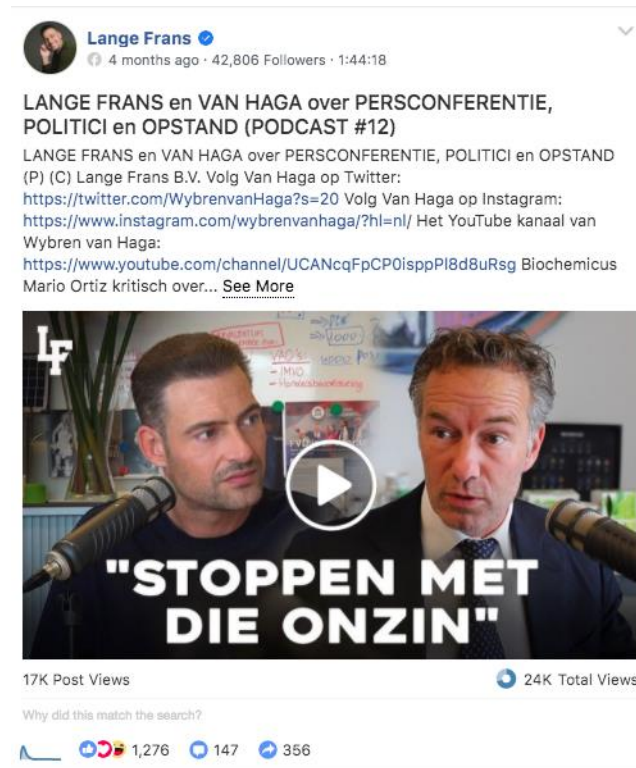 Lange Frans
4 months ago · 42,806 Followers · 1:44:18
LANGE FRANS en VAN HAGA over PERSCONFERENTIE,
POLITICI en OPSTAND (PODCAST #12)
LANGE FRANS en VAN HAGA over PERSCONFERENTIE, POLITICI en OPSTAND
(P) (C) Lange Frans B.V. Volg Van Haga op Twitter:
https://twitter.com/WybrenvanHaga?s=20 Volg Van Haga op Instagram:
https://www.instagram.com/wybrenvanhaga/?hl=nl/ Het YouTube kanaal van
Wybren van Haga:
https://www.youtube.com/channel/UCANcqFpCP0isppPl8d8uRsg Biochemicus
Mario Ortiz kritisch over... See More
LF
"STOPPEN MET
DIE ONZIN"
17K Post Views
24K Total Views
Why did this match the search?
1,276 147 356